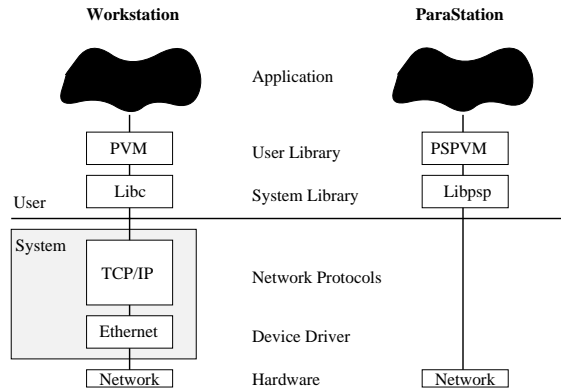 Workstation ParaStation
Application
PVM User Library PSPVM
Libc System Library Libpsp
User
System
TCP/IP Network Protocols
Ethernet Device Driver
Network Hardware Network